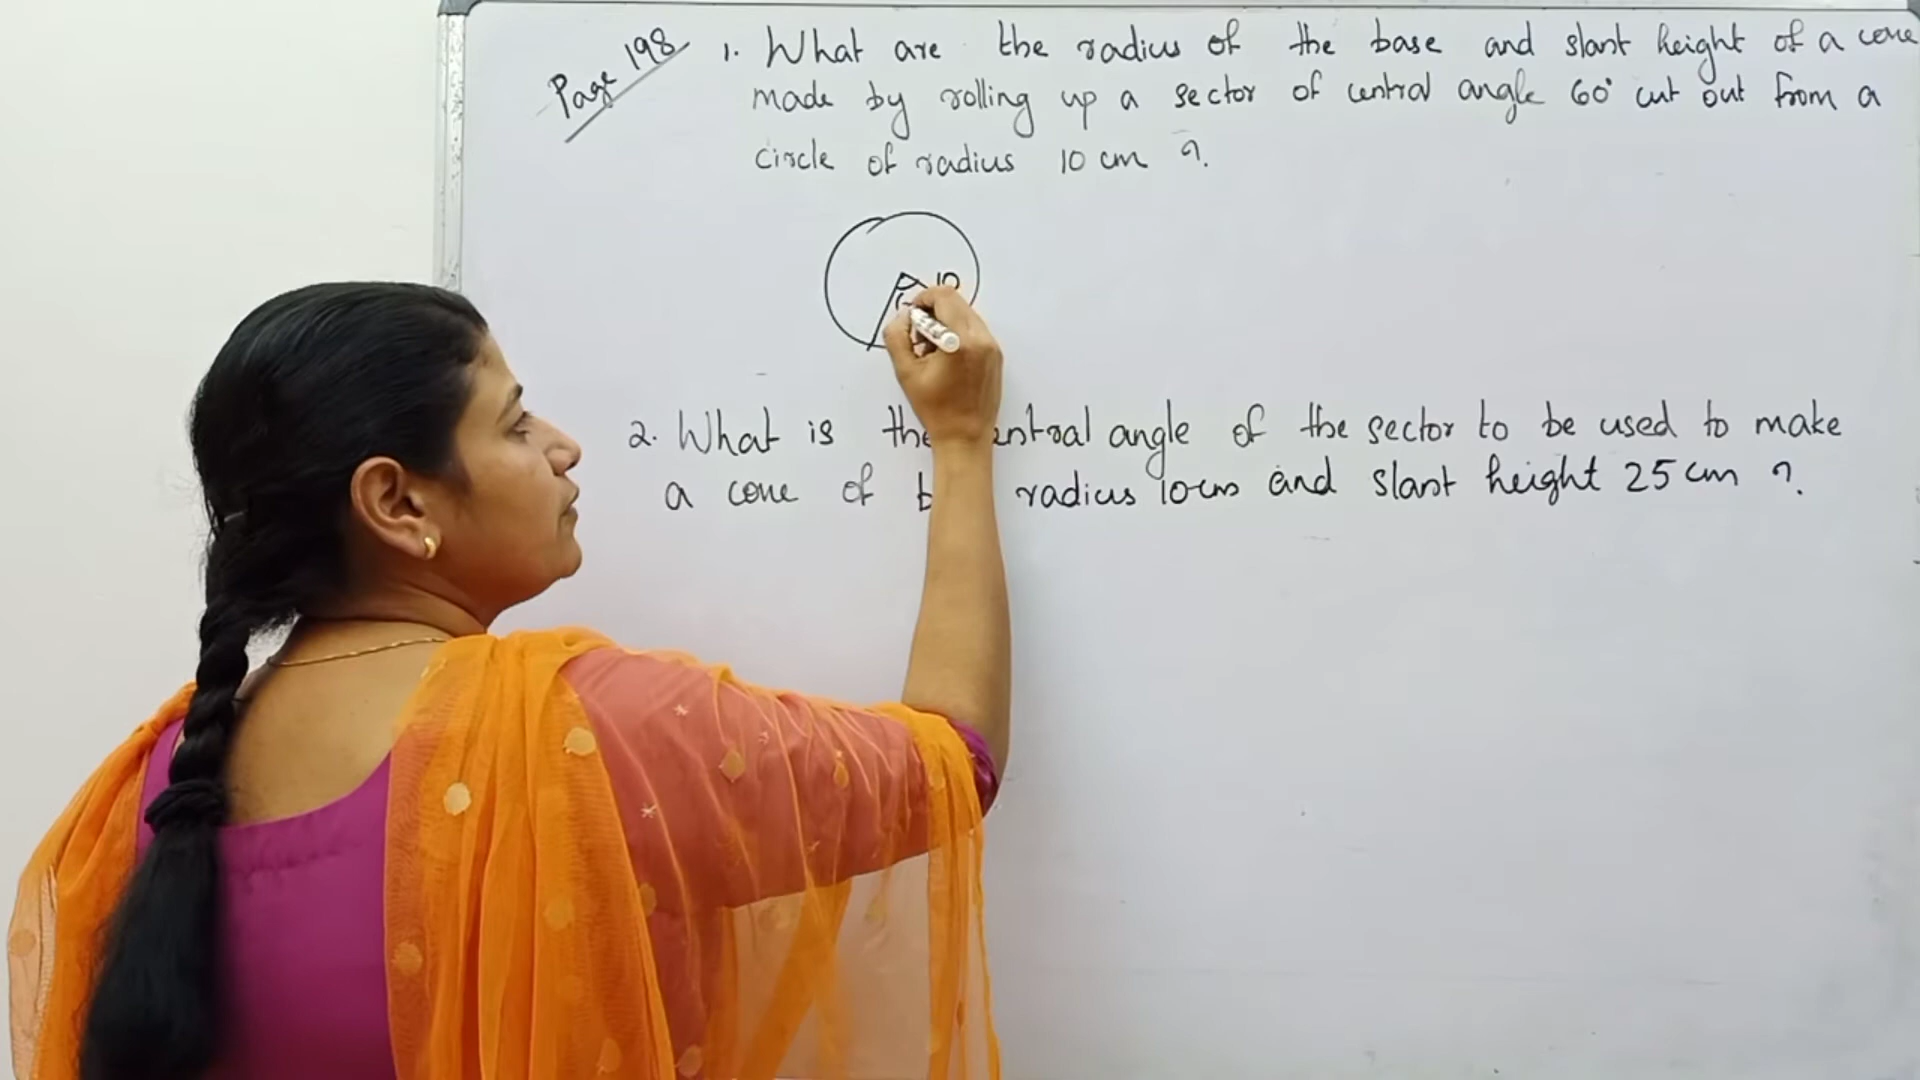 Page 198
1. What are the radius of the base and slant height of a cone
made by rolling up a sector of central angle 60° cut out from a
circle of radius 10 cm ?.
10
2. What is the central angle of the sector to be used to make
a cone of radius 10 cm and slant height 25 cm ?.